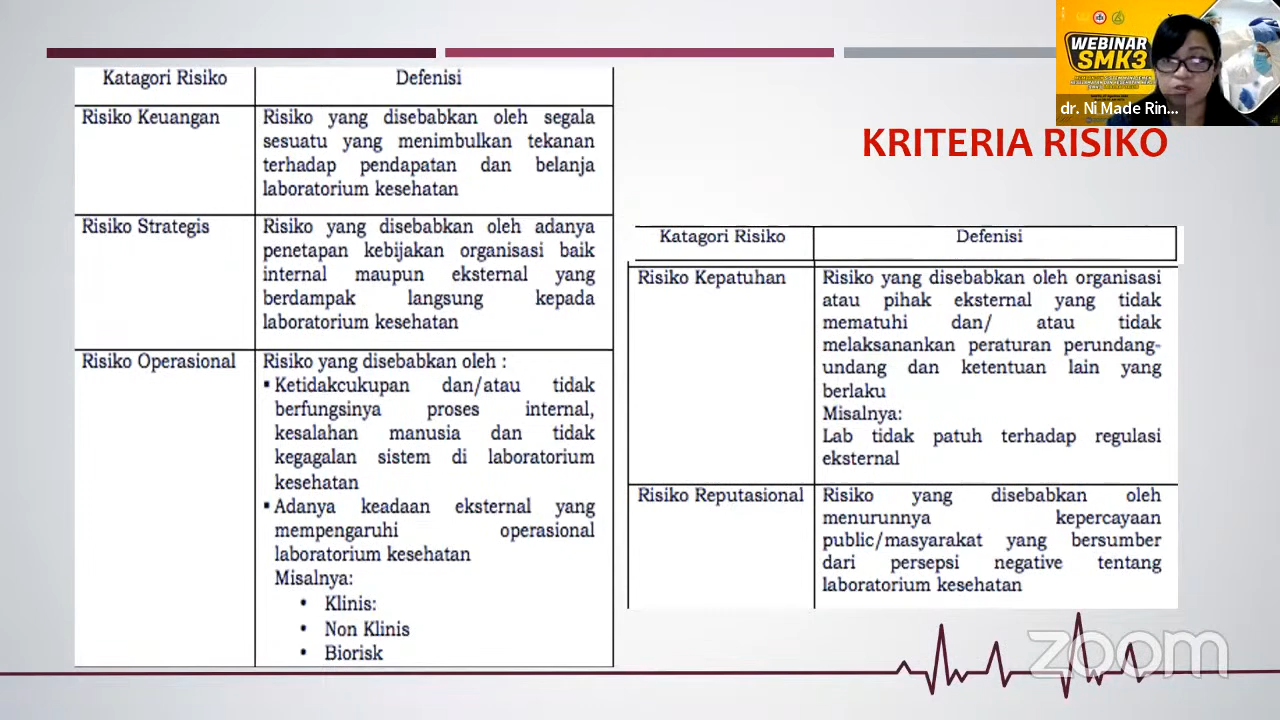 WEBINAR
SMK3
dr. Ni Made Rin...
KRITERIA RISIKO
Katagori Risiko
Defenisi
Risiko Keuangan
Risiko yang disebabkan oleh segala
sesuatu yang menimbulkan tekanan
terhadap pendapatan dan belanja
laboratorium kesehatan
Risiko Strategis
Risiko yang disebabkan oleh adanya
penetapan kebijakan organisasi baik
internal maupun eksternal yang
berdampak langsung kepada
laboratorium kesehatan
Risiko Operasional
Risiko yang disebabkan oleh :
▪ Ketidakcukupan dan/atau tidak
berfungsinya proses internal,
kesalahan manusia dan tidak
kegagalan sistem di laboratorium
kesehatan
▪ Adanya keadaan eksternal yang
mempengaruhi operasional
laboratorium kesehatan
Misalnya:
• Klinis:
• Non Klinis
• Biorisk
Katagori Risiko
Defenisi
Risiko Kepatuhan
Risiko yang disebabkan oleh organisasi
atau pihak eksternal yang tidak
mematuhi dan/ atau tidak
melaksanankan peraturan perundang-
undang dan ketentuan lain yang
berlaku
Misalnya:
Lab tidak patuh terhadap regulasi
eksternal
Risiko Reputasional
Risiko yang disebabkan oleh
menurunnya kepercayaan
public/masyarakat yang bersumber
dari persepsi negative tentang
laboratorium kesehatan
zoom